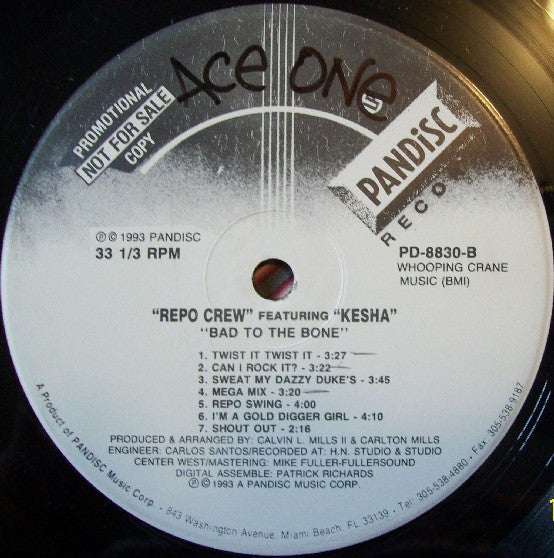 ACE ONE
PROMOTIONAL
NOT FOR SALE
COPY
PANDISC
RECO
℗ © 1993 PANDISC
33 1/3 RPM
PD-8830-B
WHOOPING CRANE
MUSIC (BMI)
"REPO CREW" FEATURING "KESHA"
"BAD TO THE BONE"
1. TWIST IT TWIST IT - 3:27
2. CAN I ROCK IT? - 3:22
3. SWEAT MY DAZZY DUKE'S - 3:45
4. MEGA MIX - 3:20
5. REPO SWING - 4:00
6. I'M A GOLD DIGGER GIRL - 4:10
7. SHOUT OUT - 2:16
PRODUCED & ARRANGED BY: CALVIN L. MILLS II & CARLTON MILLS
ENGINEER: CARLOS SANTOS/RECORDED AT: H.N. STUDIO & STUDIO
CENTER WEST/MASTERING: MIKE FULLER-FULLERSOUND
DIGITAL ASSEMBLE: PATRICK RICHARDS
℗ © 1993 A PANDISC MUSIC CORP.
A Product of PANDISC Music Corp. - 843 Washington Avenue, Miami Beach, FL 33139 - Tel 305-538-4880 - Fax 305-538-9167